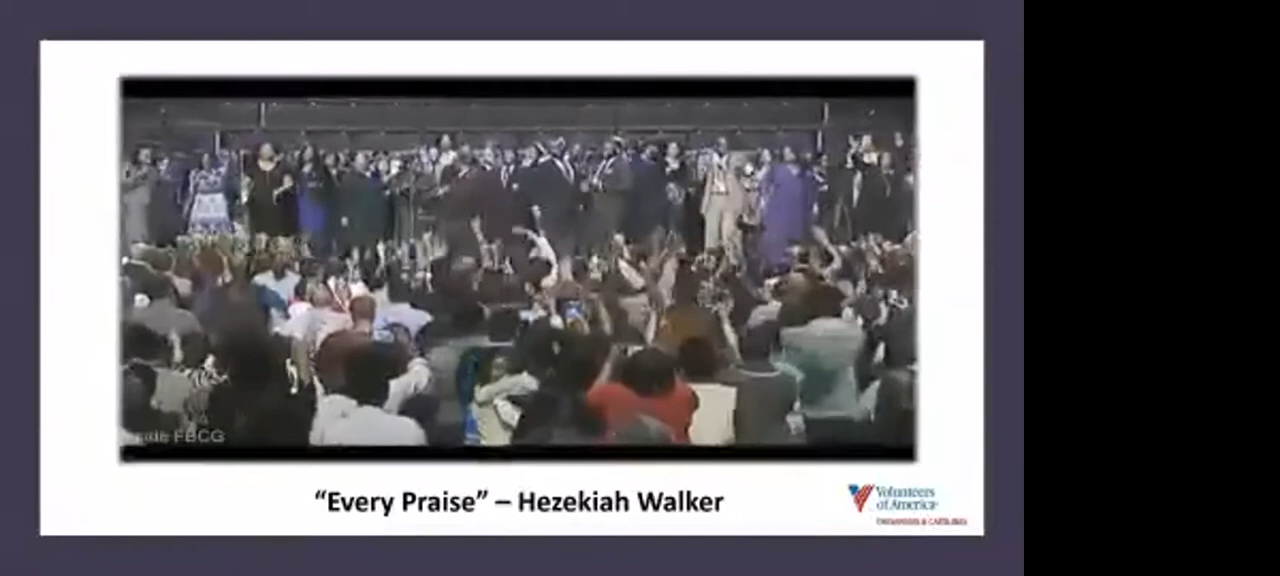 FBCG
“Every Praise” – Hezekiah Walker
Volunteers
of America